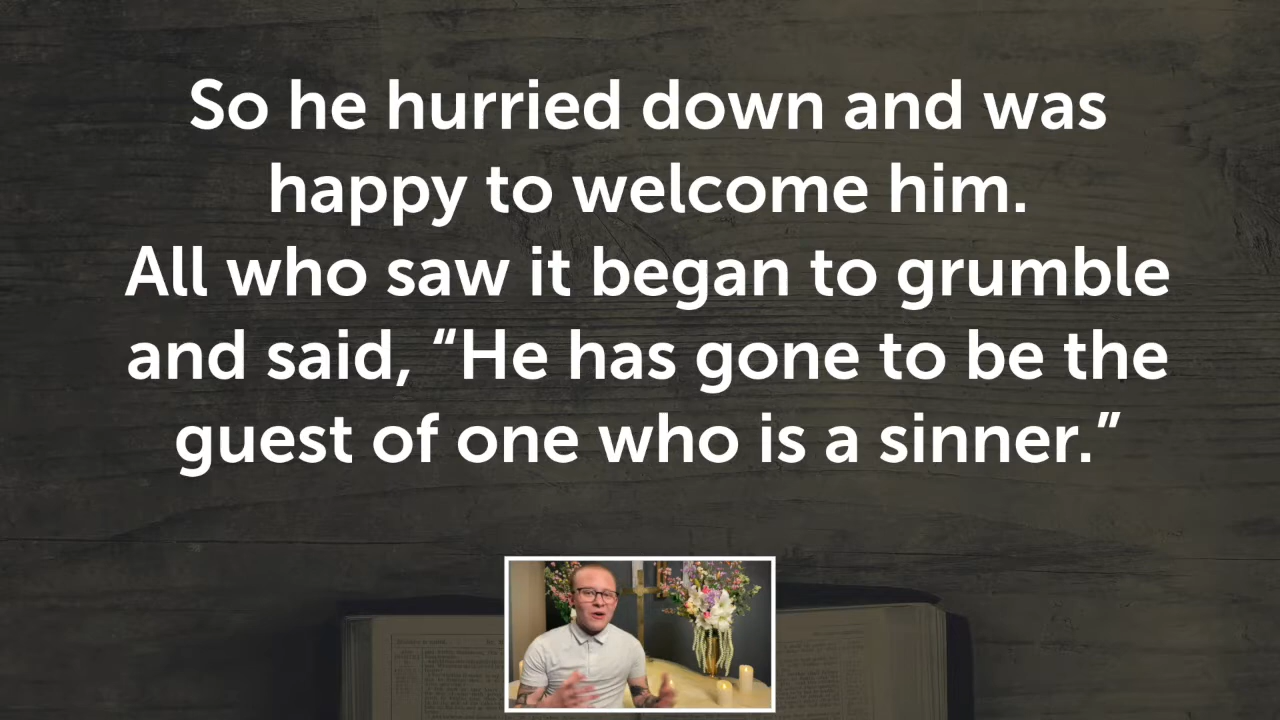 So he hurried down and was
happy to welcome him.
All who saw it began to grumble
and said, “He has gone to be the
guest of one who is a sinner.”